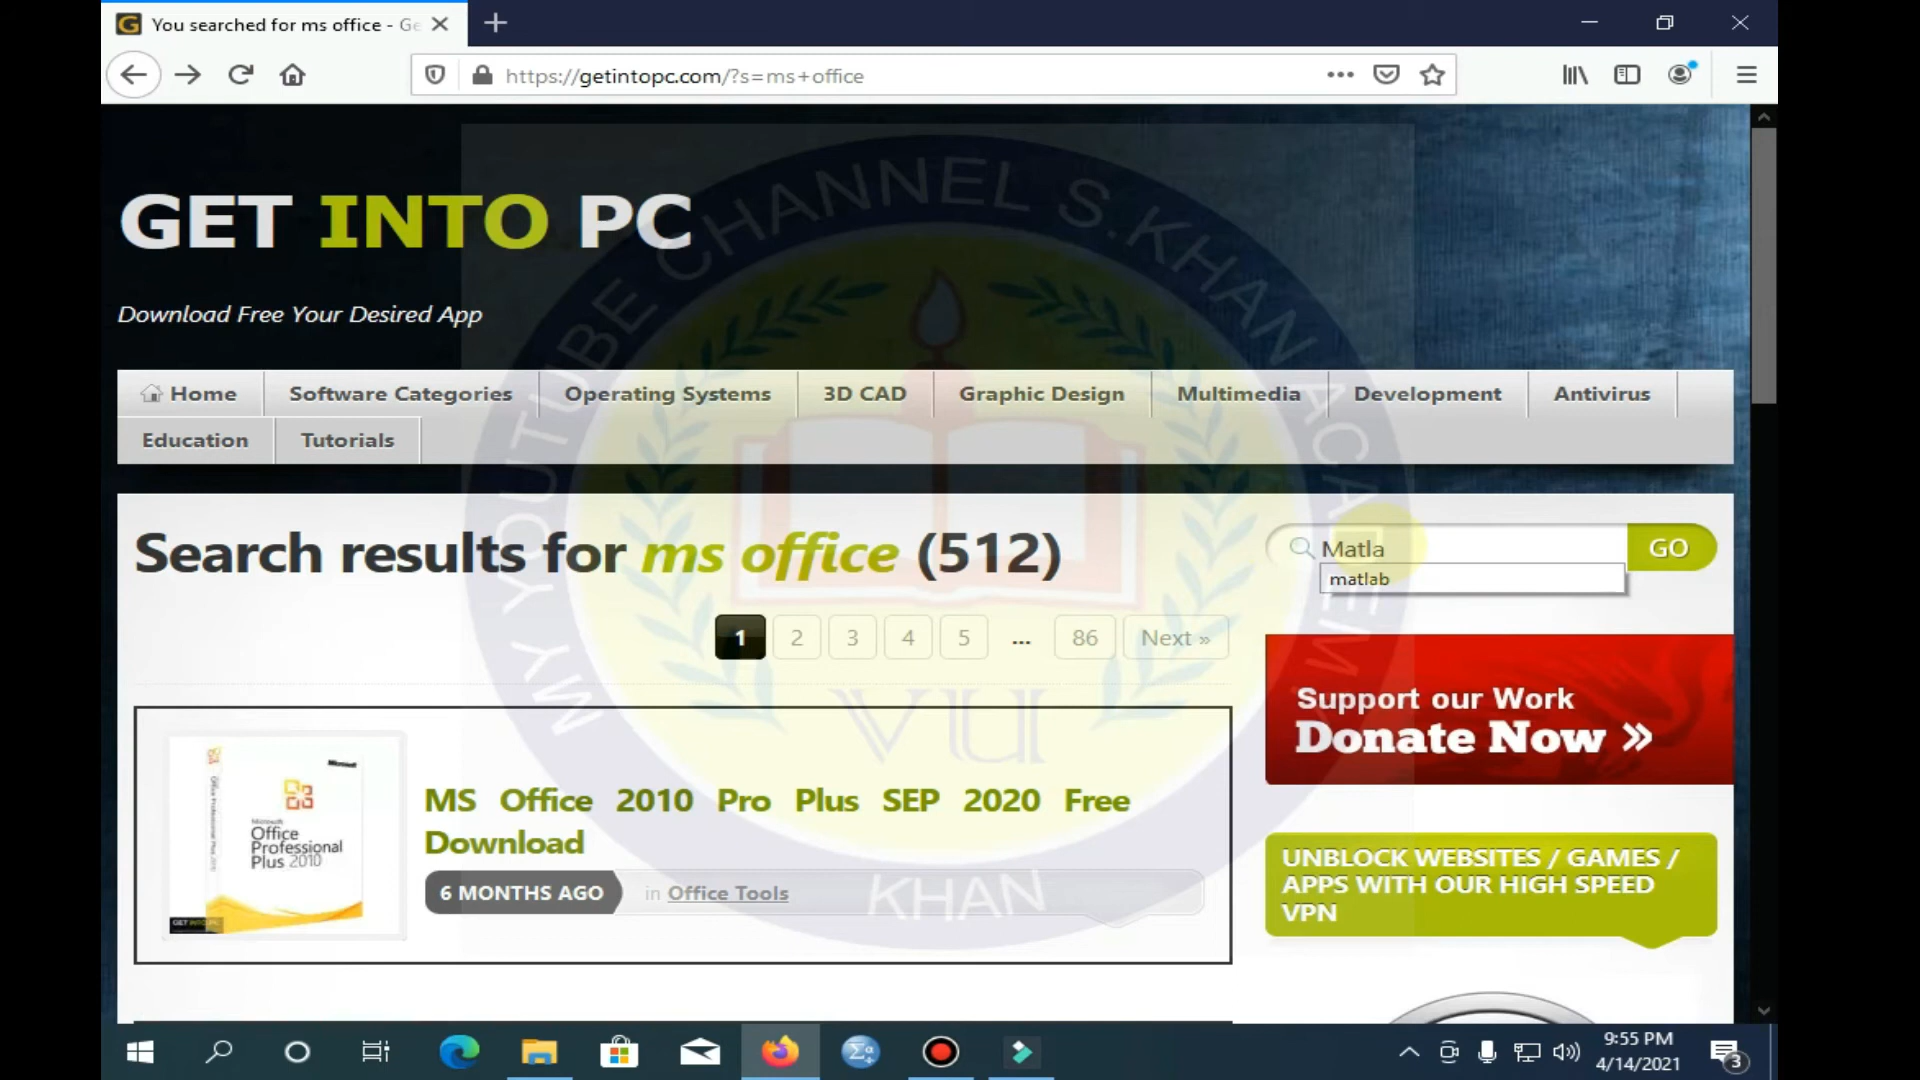 You searched for ms office - Ge
https://getintopc.com/?s=ms+office
GET INTO PC
Download Free Your Desired App
Home Software Categories Operating Systems 3D CAD Graphic Design Multimedia Development Antivirus
Education Tutorials
MY YOUTUBE CHANNEL S.KHAN ACADEMY
Search results for ms office (512)
Matla GO
matlab
1 2 3 4 5 ... 86 Next »
Support our Work
Donate Now »
VU
MS Office 2010 Pro Plus SEP 2020 Free
Download
6 MONTHS AGO in Office Tools
Microsoft
Office
Professional
Plus 2010
GET INTO PC
KHAN
UNBLOCK WEBSITES / GAMES /
APPS WITH OUR HIGH SPEED
VPN
9:55 PM
4/14/2021
3